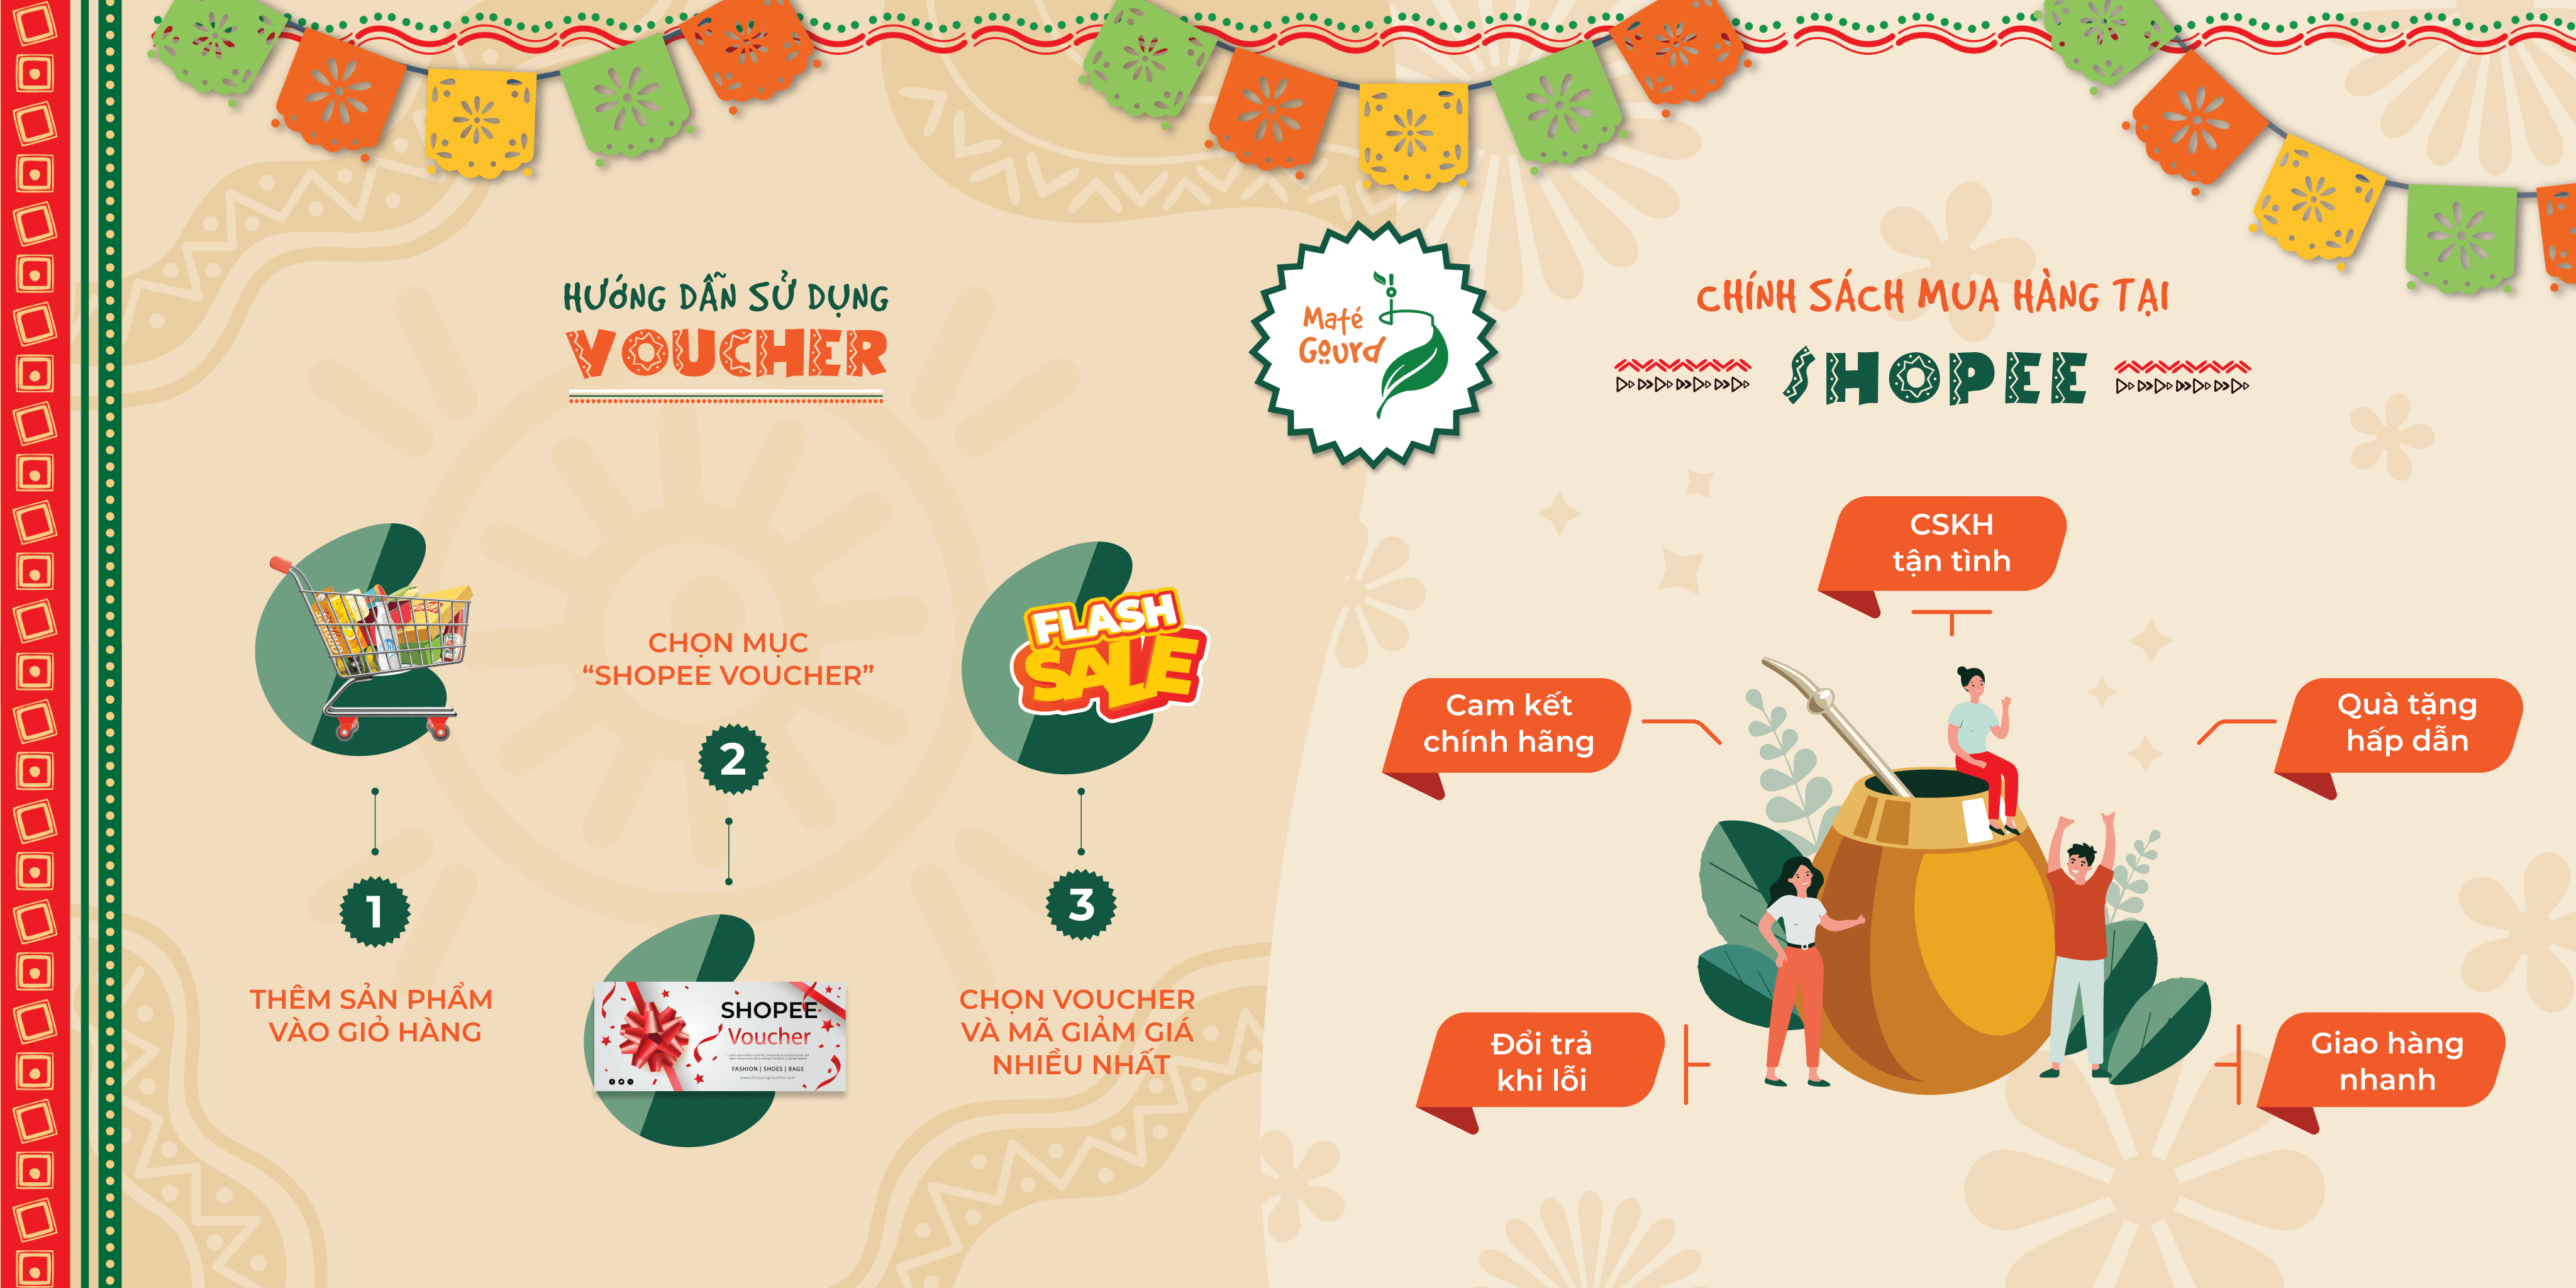 HƯỚNG DẪN SỬ DỤNG
VOUCHER
1
THÊM SẢN PHẨM
VÀO GIỎ HÀNG
CHỌN MỤC
“SHOPEE VOUCHER”
2
SHOPEE
Voucher
FASHION | SHOES | BAGS
FLASH
SALE
3
CHỌN VOUCHER
VÀ MÃ GIẢM GIÁ
NHIỀU NHẤT
Maté
Gourd
CHÍNH SÁCH MUA HÀNG TẠI
SHOPEE
CSKH
tận tình
Cam kết
chính hãng
Quà tặng
hấp dẫn
Đổi trả
khi lỗi
Giao hàng
nhanh